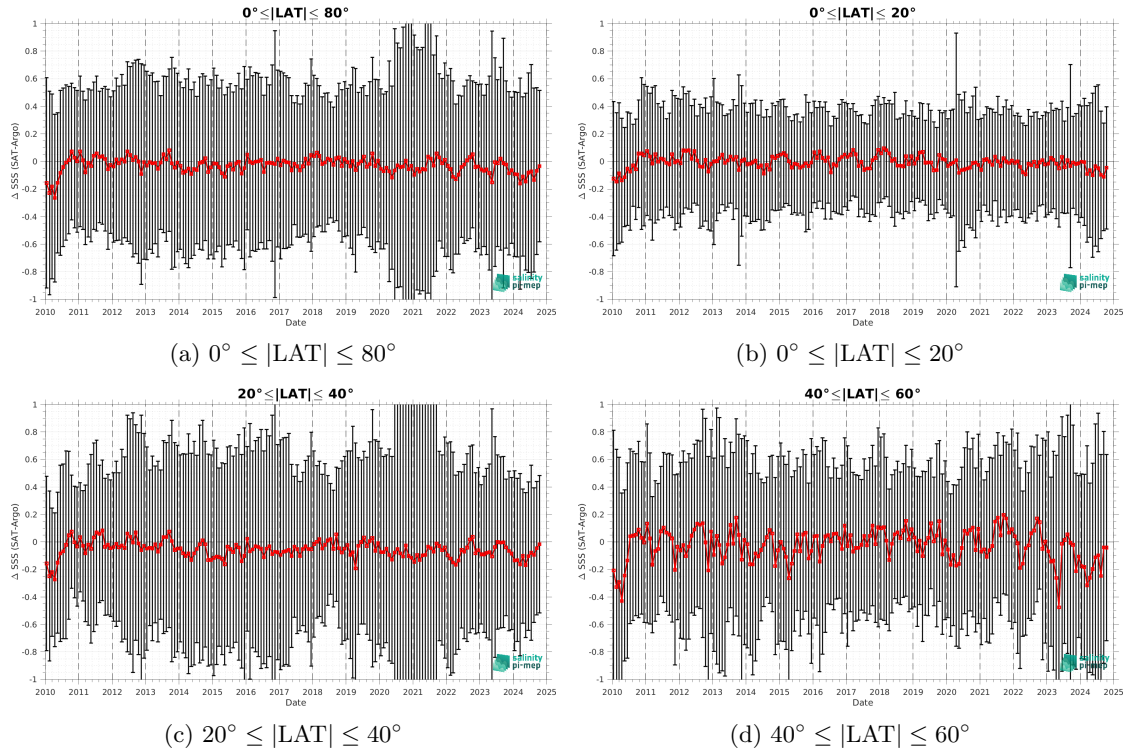 0°≤|LAT|≤ 80°
1
0.8
0.6
0.4
0.2
0
-0.2
-0.4
-0.6
-0.8
-1
Δ SSS (SAT-Argo)
2010 2011 2012 2013 2014 2015 2016 2017 2018 2019 2020 2021 2022 2023 2024 2025
Date
salinity
pi-mep
(a) 0° ≤ |LAT| ≤ 80°
0°≤|LAT|≤ 20°
1
0.8
0.6
0.4
0.2
0
-0.2
-0.4
-0.6
-0.8
-1
Δ SSS (SAT-Argo)
2010 2011 2012 2013 2014 2015 2016 2017 2018 2019 2020 2021 2022 2023 2024 2025
Date
salinity
pi-mep
(b) 0° ≤ |LAT| ≤ 20°
20°≤|LAT|≤ 40°
1
0.8
0.6
0.4
0.2
0
-0.2
-0.4
-0.6
-0.8
-1
Δ SSS (SAT-Argo)
2010 2011 2012 2013 2014 2015 2016 2017 2018 2019 2020 2021 2022 2023 2024 2025
Date
salinity
pi-mep
(c) 20° ≤ |LAT| ≤ 40°
40°≤|LAT|≤ 60°
1
0.8
0.6
0.4
0.2
0
-0.2
-0.4
-0.6
-0.8
-1
Δ SSS (SAT-Argo)
2010 2011 2012 2013 2014 2015 2016 2017 2018 2019 2020 2021 2022 2023 2024 2025
Date
salinity
pi-mep
(d) 40° ≤ |LAT| ≤ 60°